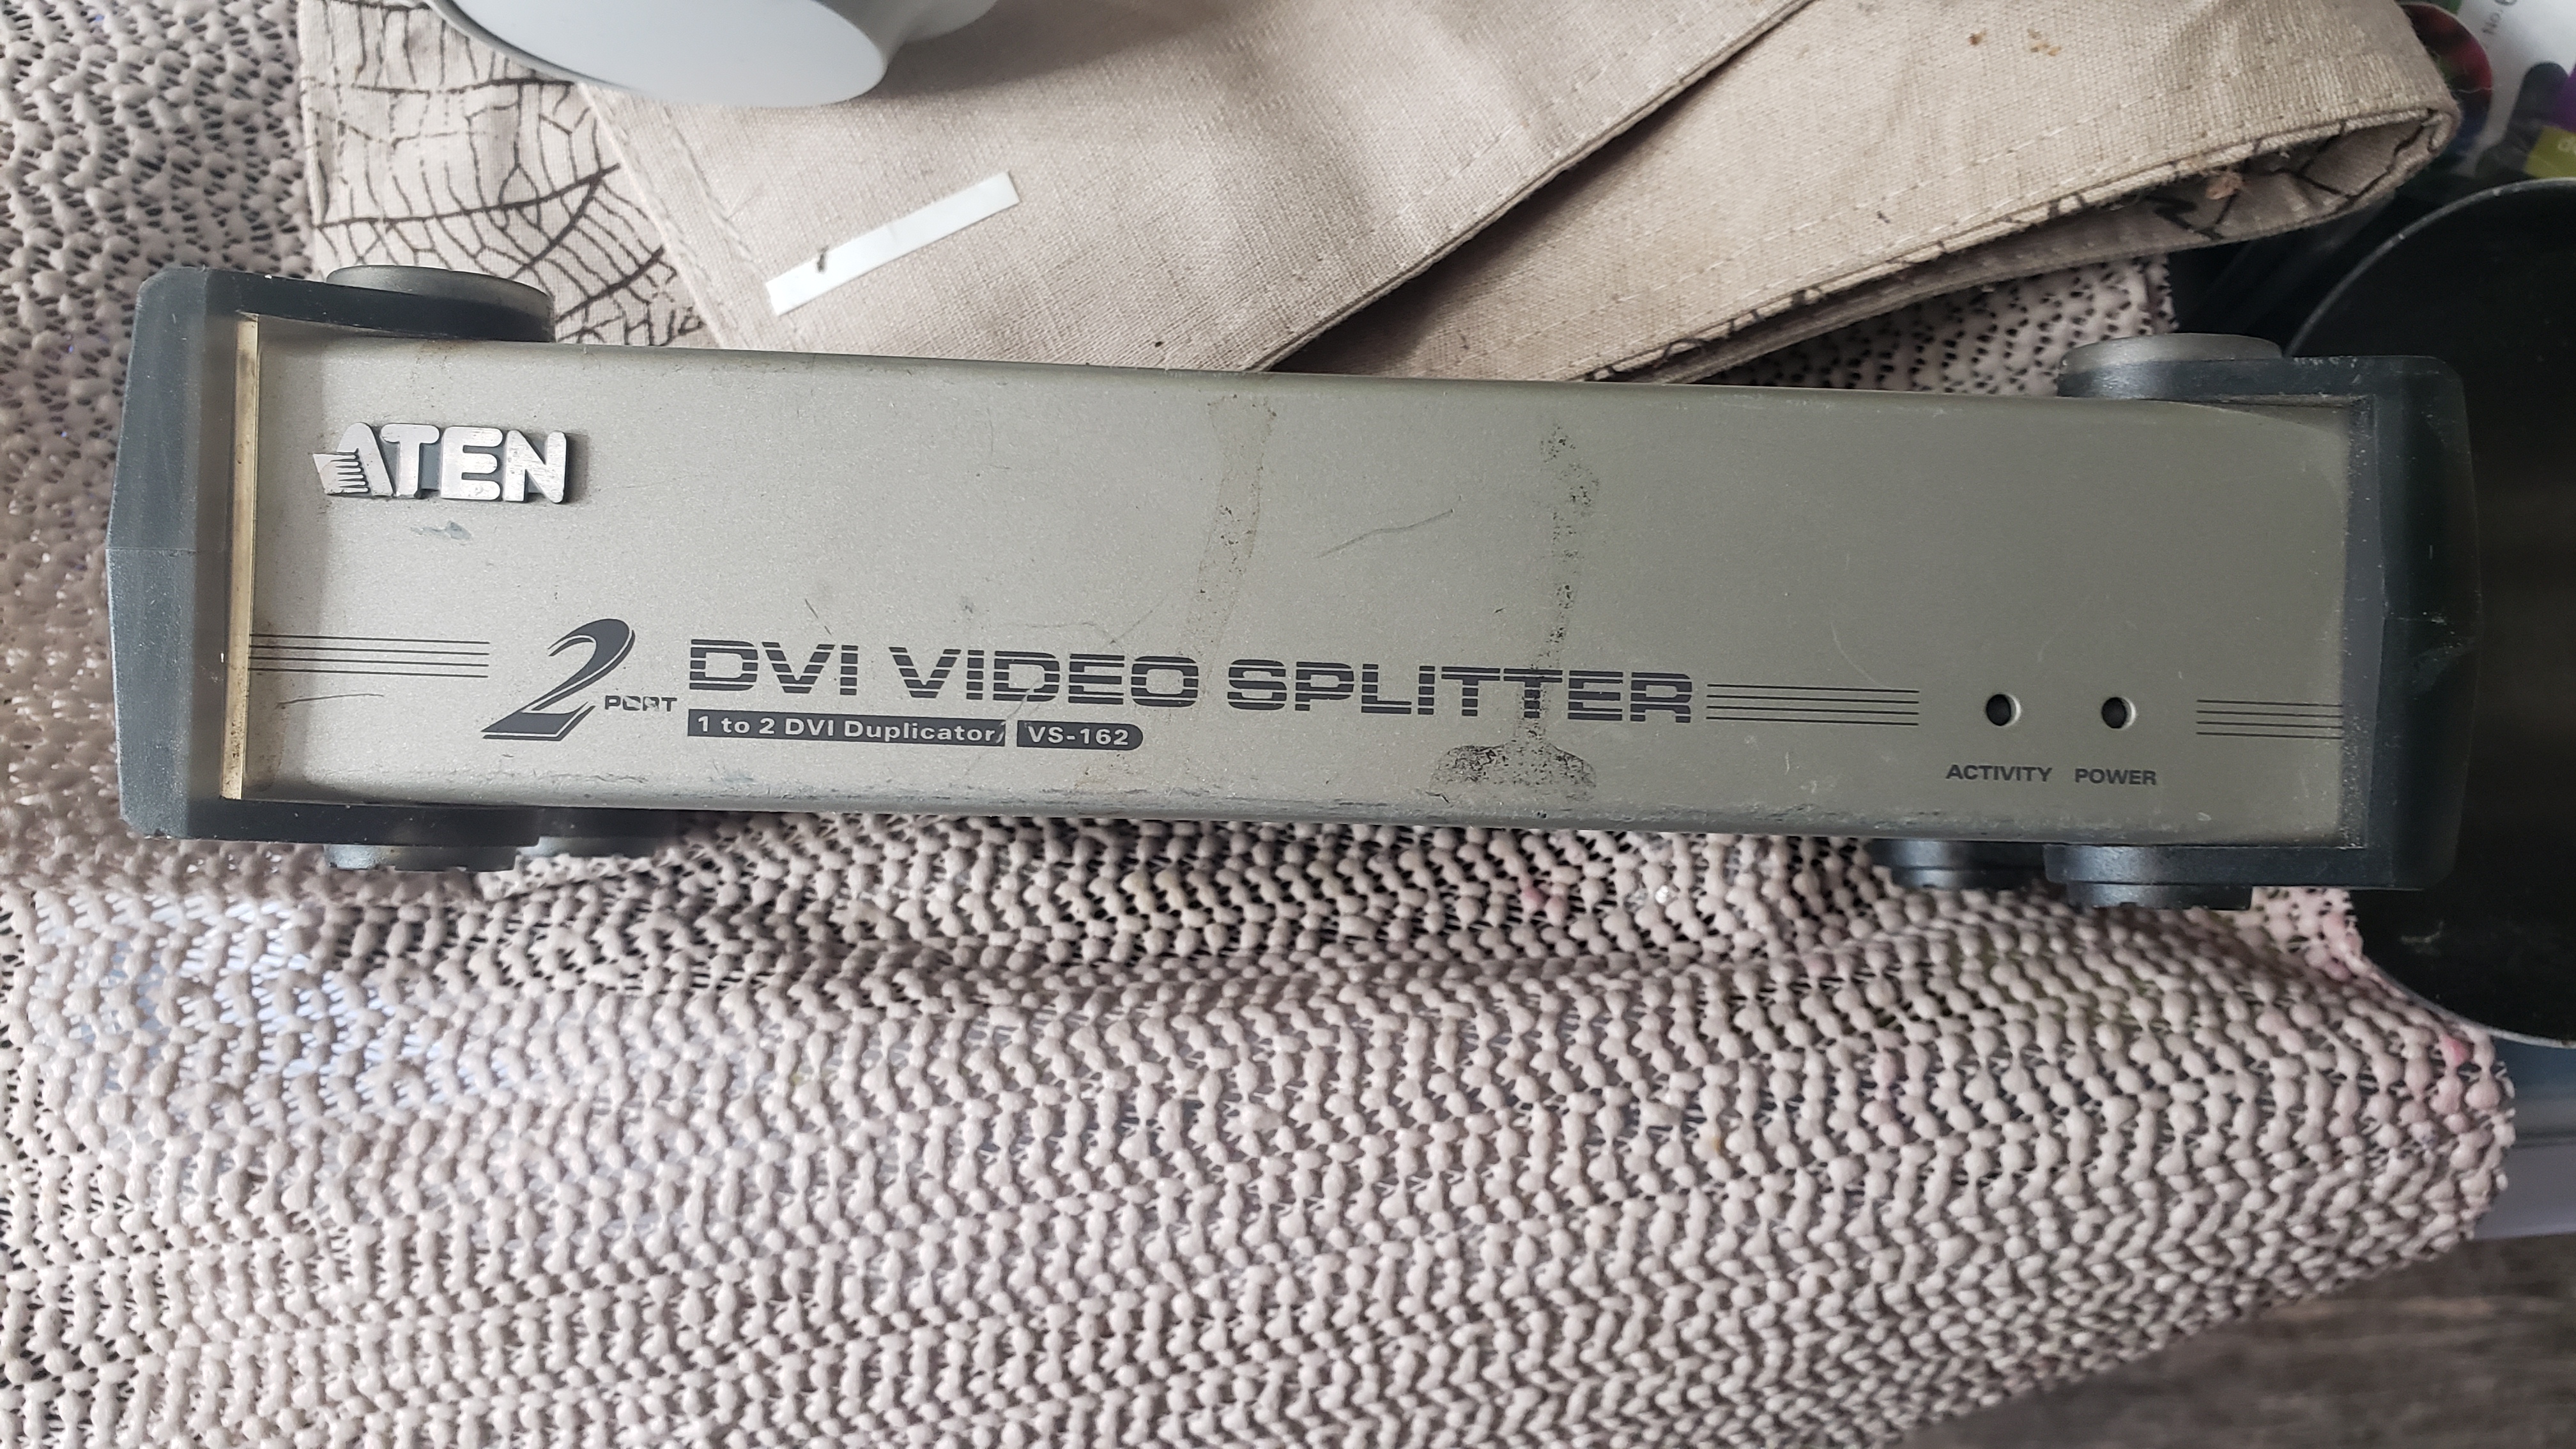 ATEN
2 PORT DVI VIDEO SPLITTER
1 to 2 DVI Duplicator VS-162
ACTIVITY POWER